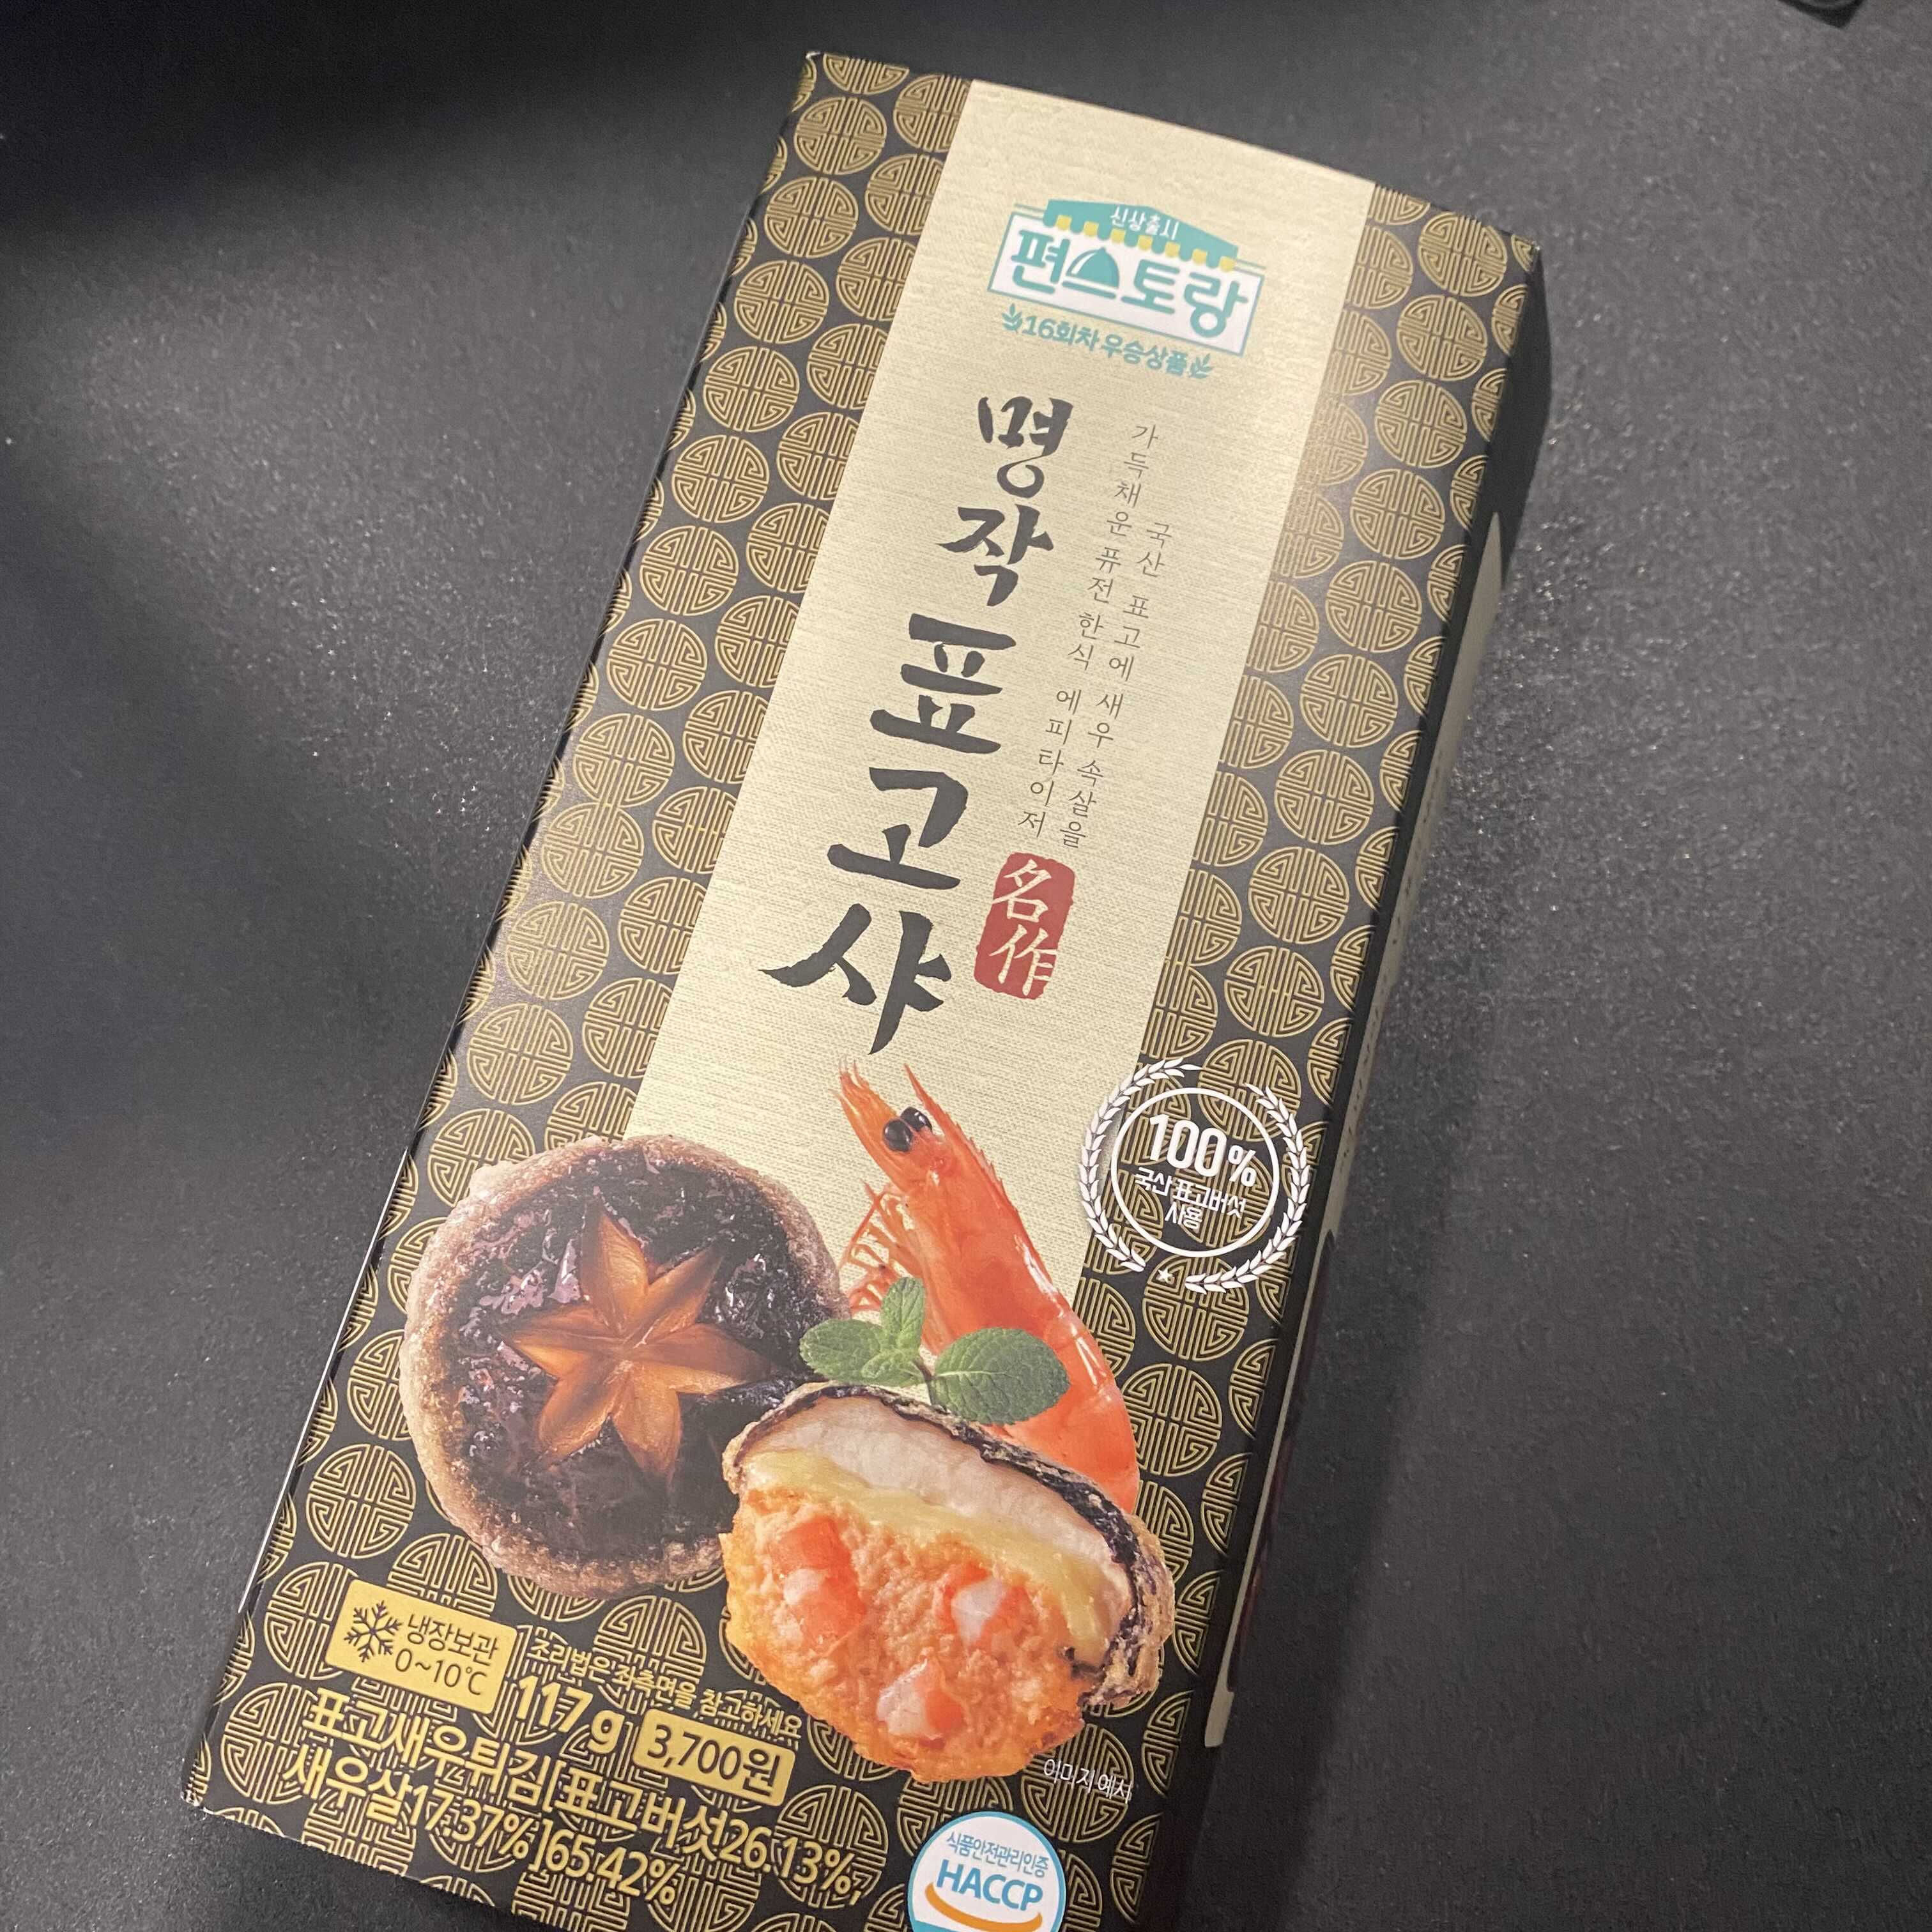 신상출시
편스토랑
16회차 우승상품
명작 표고샤
국산 표고에 새우 속살을
가득채운 퓨전 한식 에피타이저
名作
100%
국산 표고버섯
사용
냉장보관
0~10℃
조리법은 좌측면을 참고하세요
117 g 3,700원
표고새우튀김[표고버섯26.13%,
새우살17.37%]65.42%
이미지 예시
식품안전관리인증
HACCP